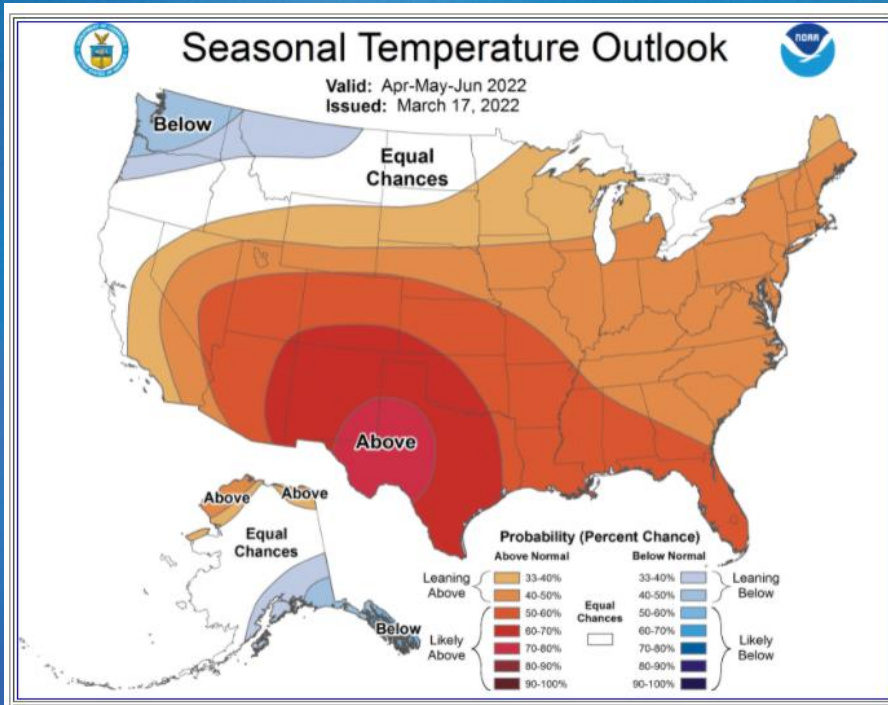 Seasonal Temperature Outlook
NOAA
Valid: Apr-May-Jun 2022
Issued: March 17, 2022
Below
Equal
Chances
Above
Above
Above
Equal
Chances
Below
Probability (Percent Chance)
Above Normal
Below Normal
Leaning
Above
33-40%
40-50%
Likely
Above
50-60%
60-70%
70-80%
80-90%
90-100%
Equal
Chances
33-40%
40-50%
Leaning
Below
50-60%
60-70%
70-80%
80-90%
90-100%
Likely
Below